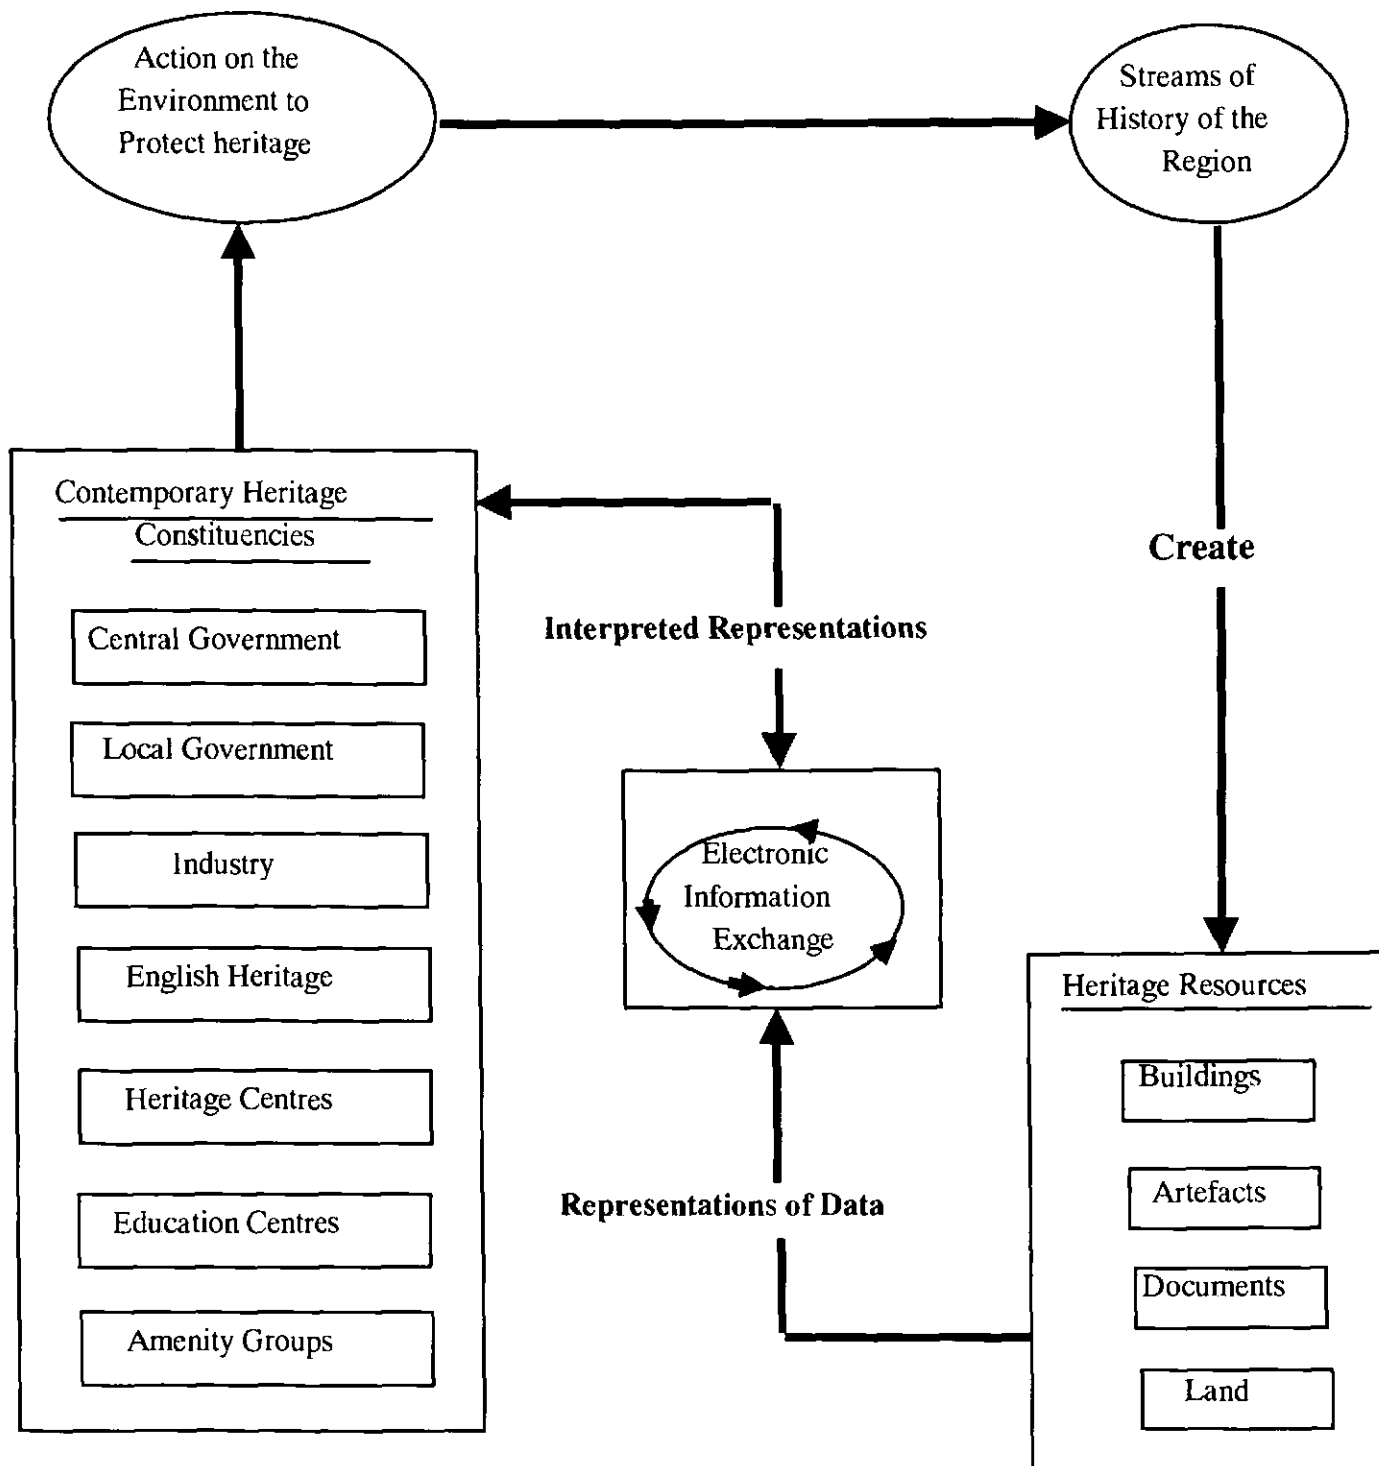 Action on the
Environment to
Protect heritage
Streams of
History of the
Region
Contemporary Heritage
Constituencies
Central Government
Local Government
Industry
English Heritage
Heritage Centres
Education Centres
Amenity Groups
Interpreted Representations
Electronic
Information
Exchange
Representations of Data
Create
Heritage Resources
Buildings
Artefacts
Documents
Land